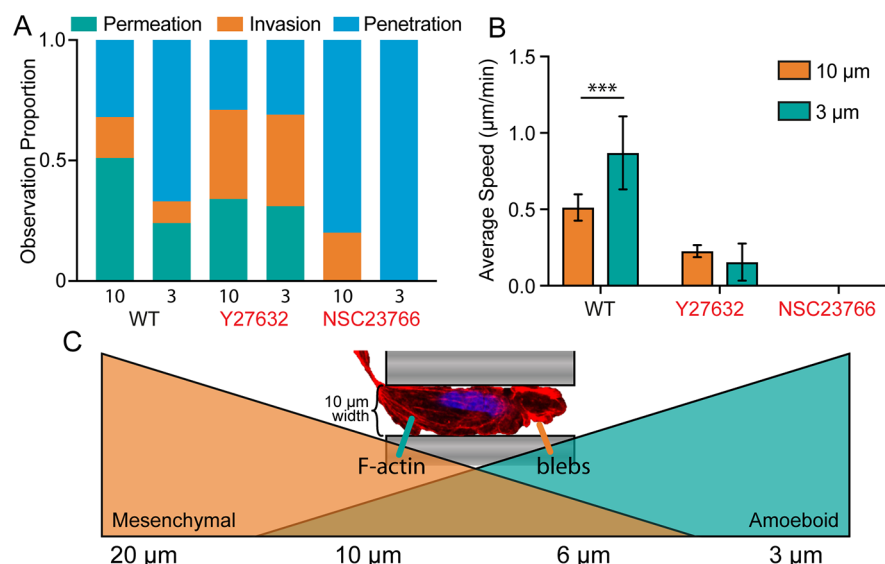 A
Permeation Invasion Penetration
Observation Proportion
1.0
0.5
0
10 3 10 3 10 3
WT Y27632 NSC23766
B
Average Speed (µm/min)
1.5
1.0
0.5
0.0
***
10 µm
3 µm
WT Y27632 NSC23766
C
10 µm
width
F-actin blebs
Mesenchymal Amoeboid
20 µm 10 µm 6 µm 3 µm